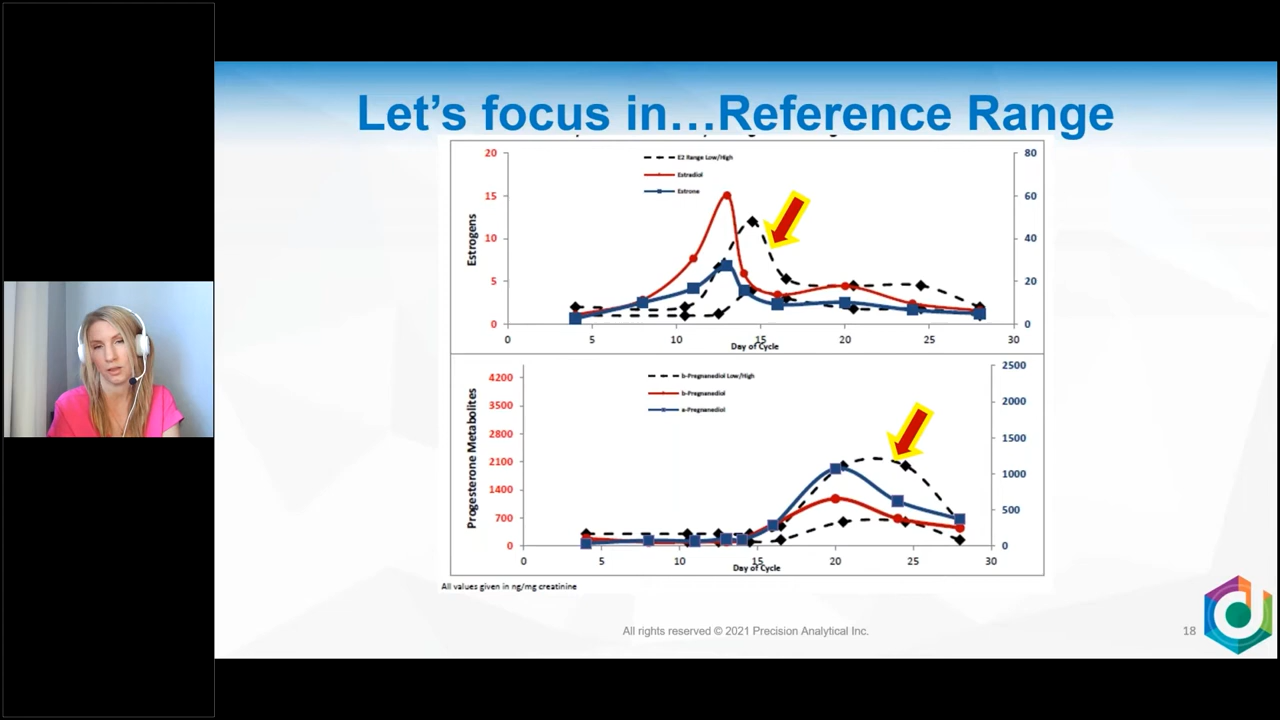 Let's focus in...Reference Range
20
15
10
5
0
Estrogens
E2 Range Low/High
Estradiol
Estrone
80
60
40
20
0
0 5 10 15 20 25 30
Day of Cycle
4200
3500
2800
2100
1400
700
0
Progesterone Metabolites
b-Pregnanediol Low/High
b-Pregnanediol
a-Pregnanediol
2500
2000
1500
1000
500
0
0 5 10 15 20 25 30
Day of Cycle
All values given in ng/mg creatinine
All rights reserved © 2021 Precision Analytical Inc.
18